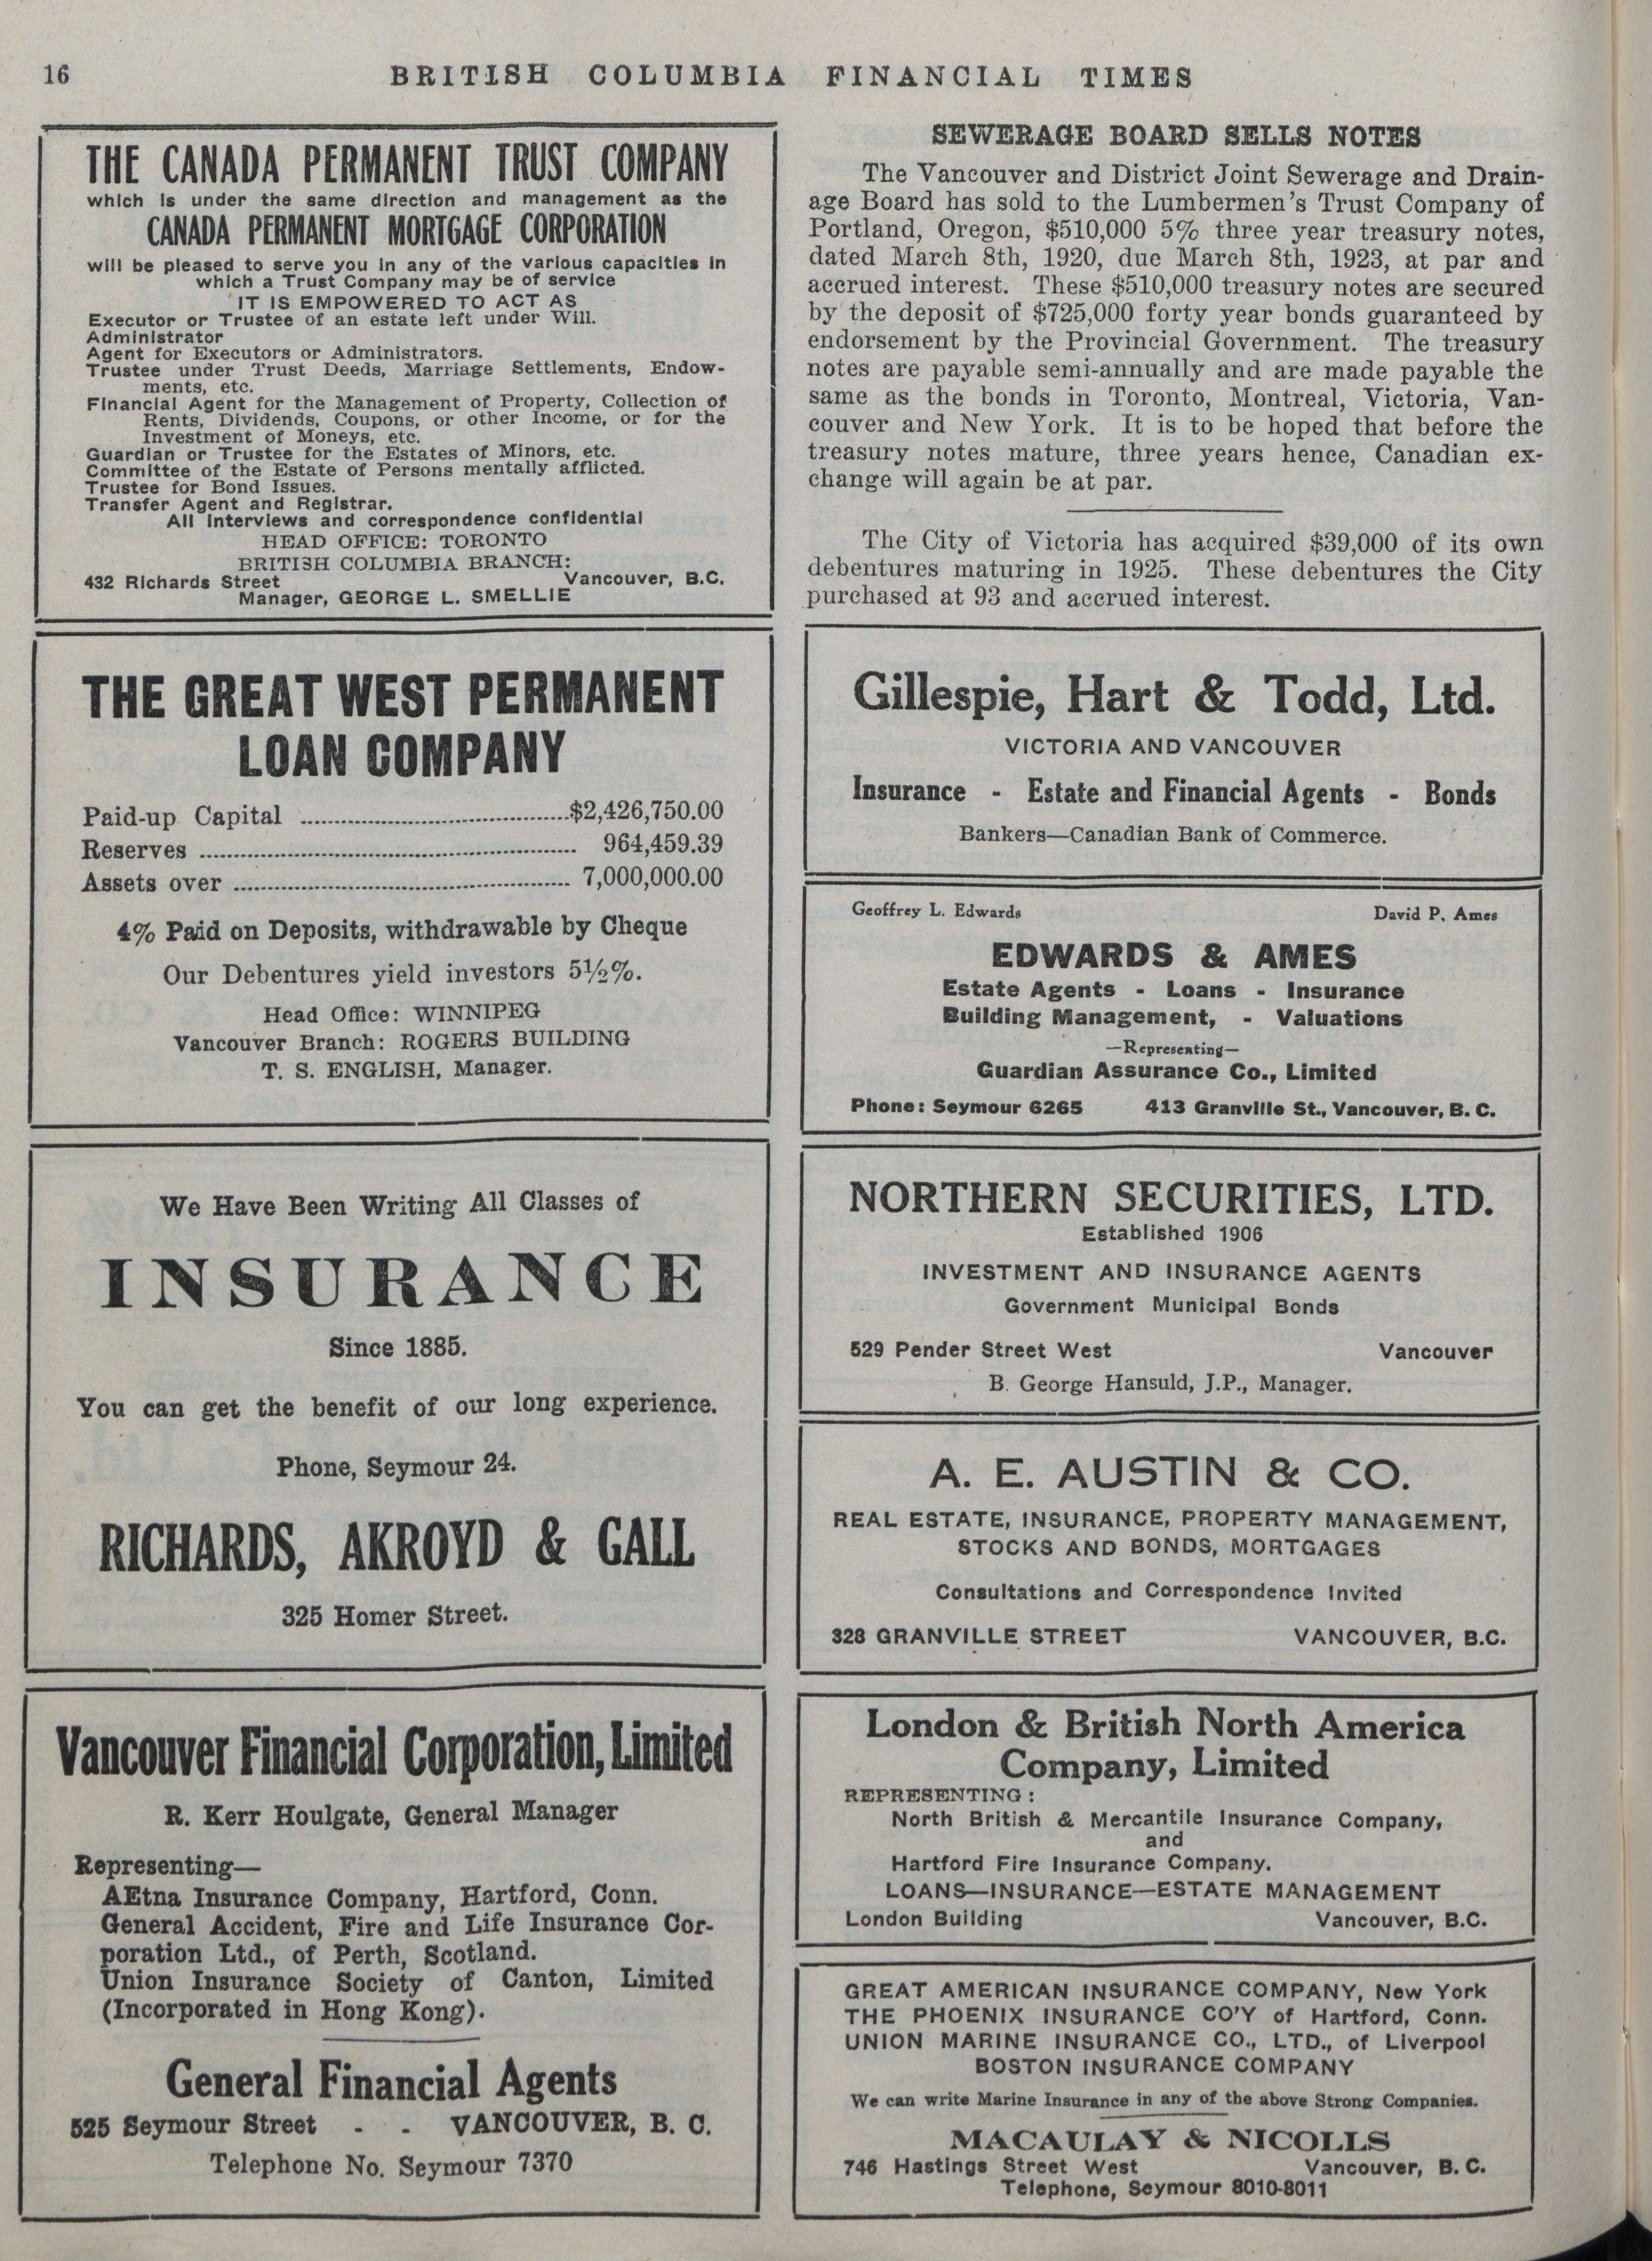 16
BRITISH COLUMBIA FINANCIAL TIMES
THE CANADA PERMANENT TRUST COMPANY
which is under the same direction and management as the
CANADA PERMANENT MORTGAGE CORPORATION
will be pleased to serve you in any of the various capacities in
which a Trust Company may be of service
IT IS EMPOWERED TO ACT AS
Executor or Trustee of an estate left under Will.
Administrator
Agent for Executors or Administrators.
Trustee under Trust Deeds, Marriage Settlements, Endow-
ments, etc.
Financial Agent for the Management of Property, Collection of
Rents, Dividends, Coupons, or other Income, or for the
Investment of Moneys, etc.
Guardian or Trustee for the Estates of Minors, etc.
Committee of the Estate of Persons mentally afflicted.
Trustee for Bond Issues.
Transfer Agent and Registrar.
All interviews and correspondence confidential
HEAD OFFICE: TORONTO
BRITISH COLUMBIA BRANCH:
432 Richards Street Vancouver, B.C.
Manager, GEORGE L. SMELLIE
THE GREAT WEST PERMANENT
LOAN COMPANY
Paid-up Capital ........................................$2,426,750.00
Reserves ........................................ 964,459.39
Assets over ........................................ 7,000,000.00
4% Paid on Deposits, withdrawable by Cheque
Our Debentures yield investors 5½%.
Head Office: WINNIPEG
Vancouver Branch: ROGERS BUILDING
T. S. ENGLISH, Manager.
We Have Been Writing All Classes of
INSURANCE
Since 1885.
You can get the benefit of our long experience.
Phone, Seymour 24.
RICHARDS, AKROYD & GALL
325 Homer Street.
Vancouver Financial Corporation, Limited
R. Kerr Houlgate, General Manager
Representing—
AEtna Insurance Company, Hartford, Conn.
General Accident, Fire and Life Insurance Cor-
poration Ltd., of Perth, Scotland.
Union Insurance Society of Canton, Limited
(Incorporated in Hong Kong).
General Financial Agents
525 Seymour Street - - VANCOUVER, B. C.
Telephone No. Seymour 7370
SEWERAGE BOARD SELLS NOTES
The Vancouver and District Joint Sewerage and Drain-
age Board has sold to the Lumbermen's Trust Company of
Portland, Oregon, $510,000 5% three year treasury notes,
dated March 8th, 1920, due March 8th, 1923, at par and
accrued interest. These $510,000 treasury notes are secured
by the deposit of $725,000 forty year bonds guaranteed by
endorsement by the Provincial Government. The treasury
notes are payable semi-annually and are made payable the
same as the bonds in Toronto, Montreal, Victoria, Van-
couver and New York. It is to be hoped that before the
treasury notes mature, three years hence, Canadian ex-
change will again be at par.
The City of Victoria has acquired $39,000 of its own
debentures maturing in 1925. These debentures the City
purchased at 93 and accrued interest.
Gillespie, Hart & Todd, Ltd.
VICTORIA AND VANCOUVER
Insurance - Estate and Financial Agents - Bonds
Bankers—Canadian Bank of Commerce.
Geoffrey L. Edwards David P. Ames
EDWARDS & AMES
Estate Agents - Loans - Insurance
Building Management, - Valuations
—Representing—
Guardian Assurance Co., Limited
Phone: Seymour 6265 413 Granville St., Vancouver, B. C.
NORTHERN SECURITIES, LTD.
Established 1906
INVESTMENT AND INSURANCE AGENTS
Government Municipal Bonds
529 Pender Street West Vancouver
B. George Hansuld, J.P., Manager.
A. E. AUSTIN & CO.
REAL ESTATE, INSURANCE, PROPERTY MANAGEMENT,
STOCKS AND BONDS, MORTGAGES
Consultations and Correspondence Invited
328 GRANVILLE STREET VANCOUVER, B.C.
London & British North America
Company, Limited
REPRESENTING:
North British & Mercantile Insurance Company,
and
Hartford Fire Insurance Company.
LOANS—INSURANCE—ESTATE MANAGEMENT
London Building Vancouver, B.C.
GREAT AMERICAN INSURANCE COMPANY, New York
THE PHOENIX INSURANCE CO'Y of Hartford, Conn.
UNION MARINE INSURANCE CO., LTD., of Liverpool
BOSTON INSURANCE COMPANY
We can write Marine Insurance in any of the above Strong Companies.
MACAULAY & NICOLLS
746 Hastings Street West Vancouver, B. C.
Telephone, Seymour 8010-8011